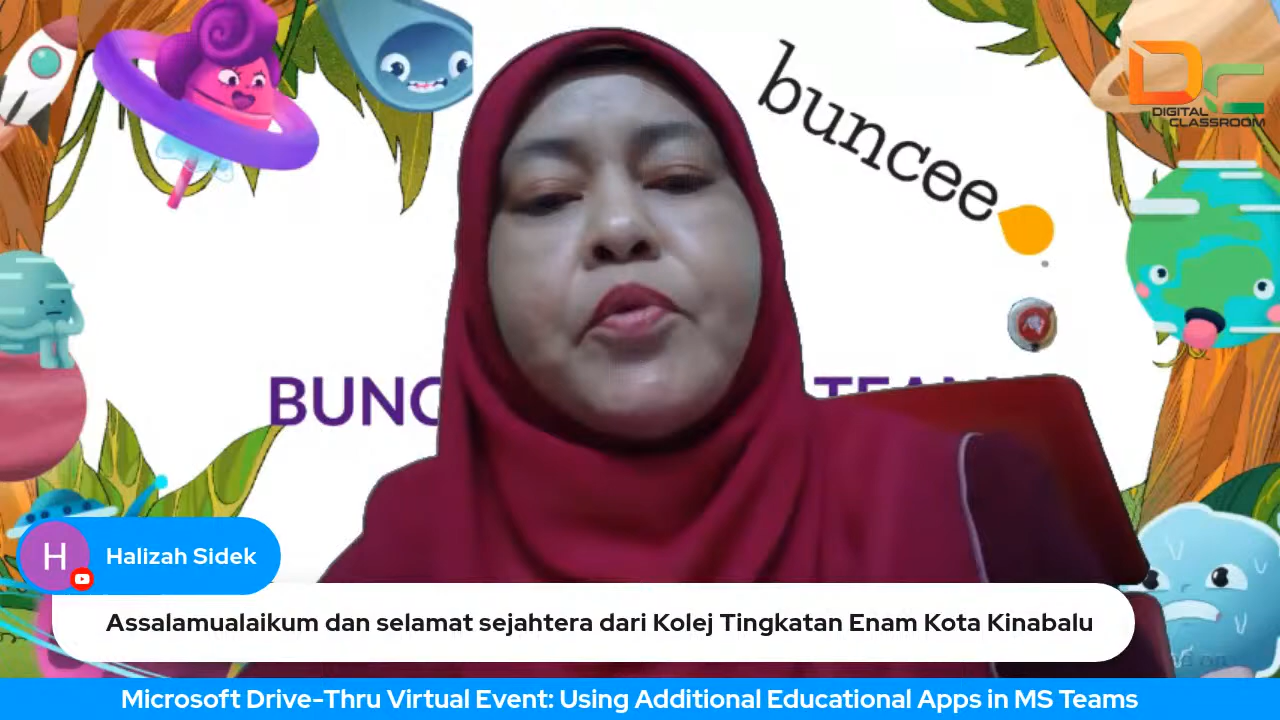 buncee
DIGITAL
CLASSROOM
H
Halizah Sidek
Assalamualaikum dan selamat sejahtera dari Kolej Tingkatan Enam Kota Kinabalu
Microsoft Drive-Thru Virtual Event: Using Additional Educational Apps in MS Teams